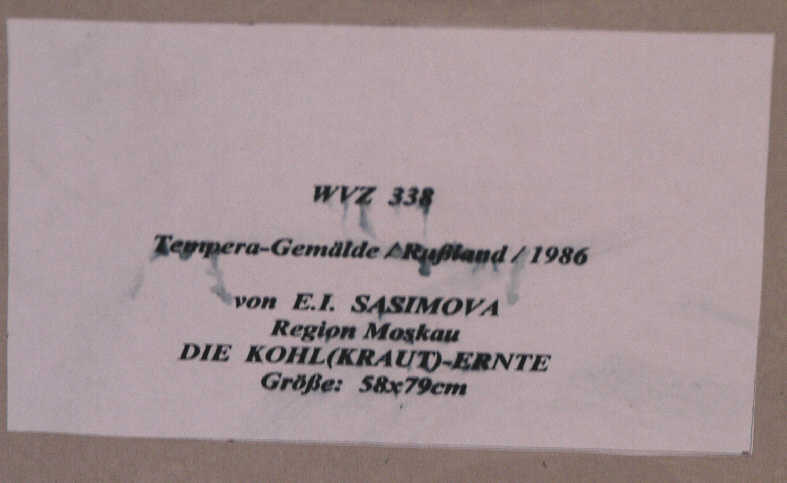 WVZ 338
Tempera-Gemälde / Rußland / 1986
von E.I. SASIMOVA
Region Moskau
DIE KOHL(KRAUT)-ERNTE
Größe: 58x79cm